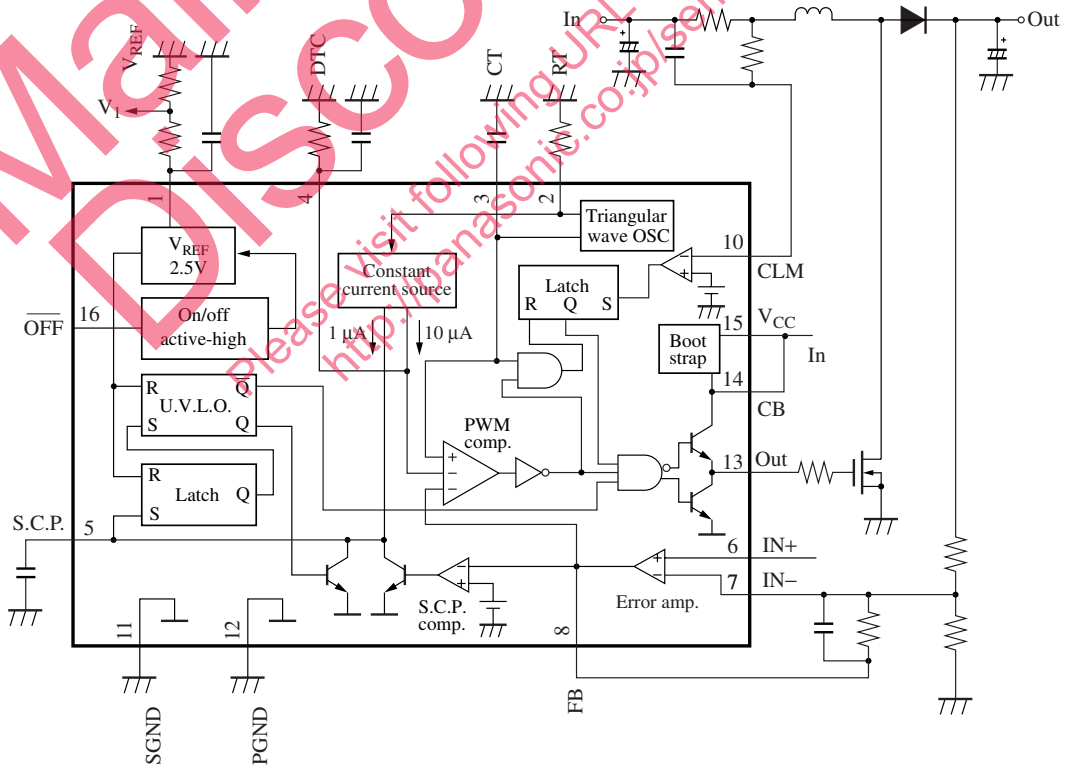 Mai
Disco
Please visit following URL
http://panasonic.co.jp/sem
In
Out
VREF
V1
DTC
CT
RT
1
4
3
2
VREF
2.5V
Constant
current source
Triangular
wave OSC
10
CLM
Latch
R Q S
16
OFF
On/off
active-high
1 μA
10 μA
Boot
strap
15
VCC
In
14
CB
R Q
U.V.L.O.
S Q
PWM
comp.
13 Out
R
Latch Q
S
S.C.P. 5
6 IN+
7 IN−
Error amp.
S.C.P.
comp.
11
12
8
SGND
PGND
FB